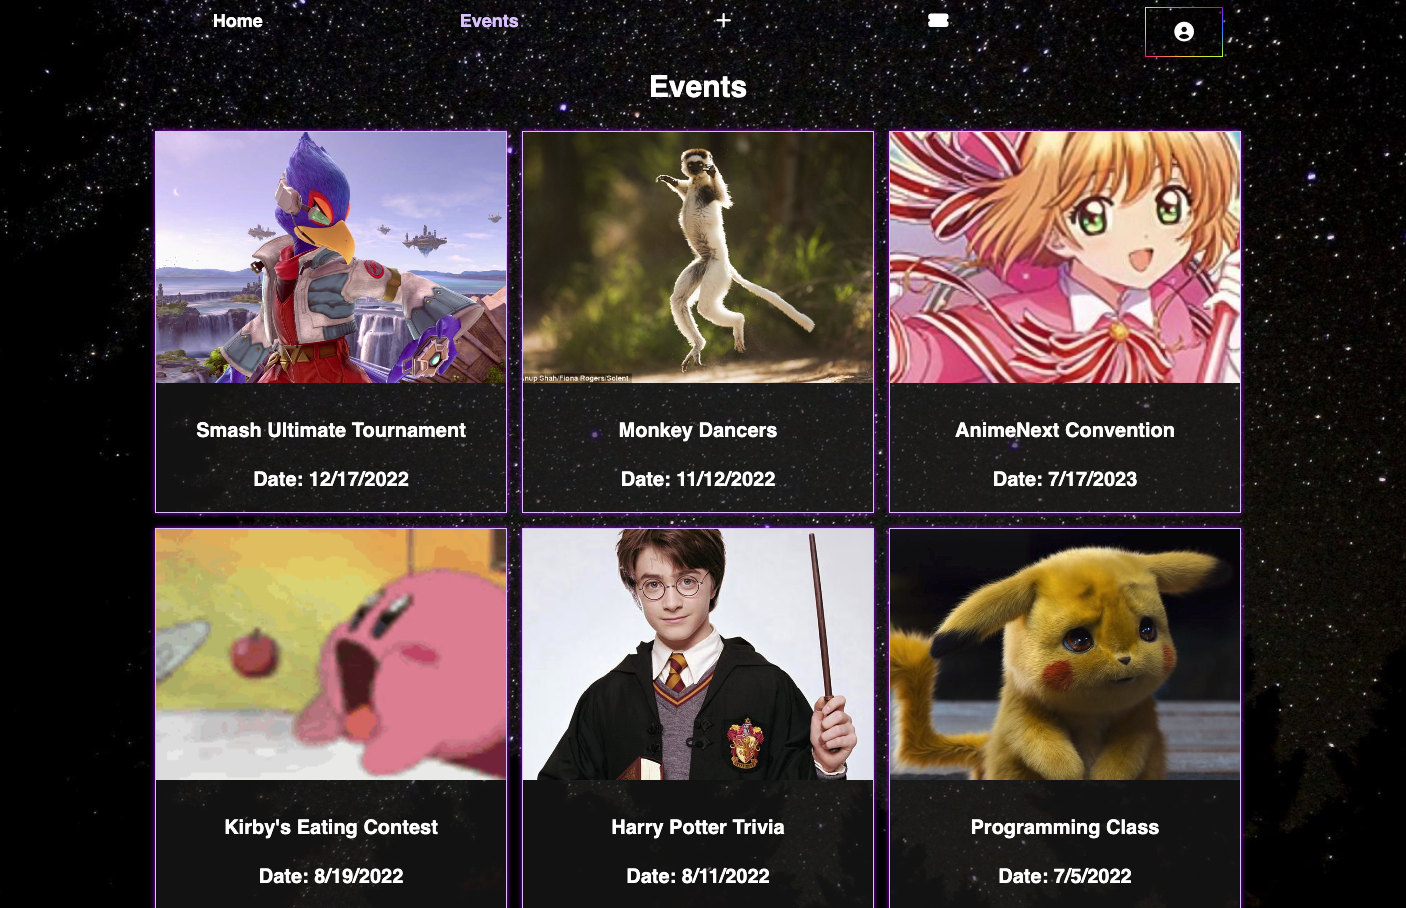 Home Events
Events
nup Shah/Fiona Rogers/Solent
Smash Ultimate Tournament
Date: 12/17/2022
Monkey Dancers
Date: 11/12/2022
AnimeNext Convention
Date: 7/17/2023
Kirby's Eating Contest
Date: 8/19/2022
Harry Potter Trivia
Date: 8/11/2022
Programming Class
Date: 7/5/2022